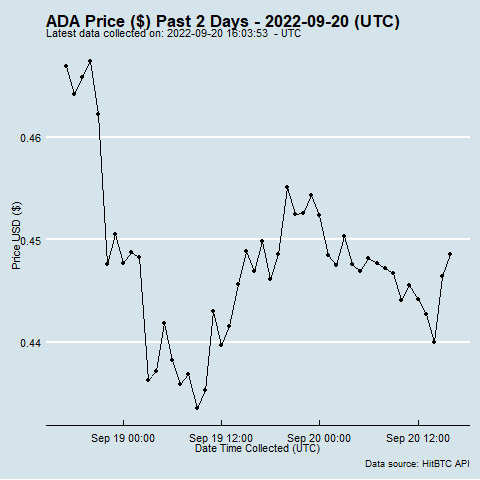 ADA Price ($) Past 2 Days - 2022-09-20 (UTC)
Latest data collected on: 2022-09-20 16:03:53 - UTC
0.46
0.45
0.44
Price USD ($)
Sep 19 00:00 Sep 19 12:00 Sep 20 00:00 Sep 20 12:00
Date Time Collected (UTC)
Data source: HitBTC API